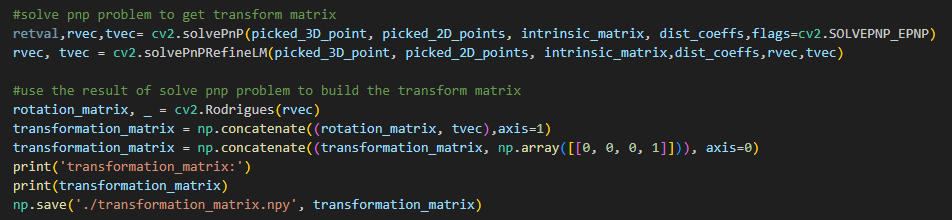 #solve pnp problem to get transform matrix
retval,rvec,tvec= cv2.solvePnP(picked_3D_point, picked_2D_points, intrinsic_matrix, dist_coeffs,flags=cv2.SOLVEPNP_EPNP)
rvec, tvec = cv2.solvePnPRefineLM(picked_3D_point, picked_2D_points, intrinsic_matrix,dist_coeffs,rvec,tvec)
#use the result of solve pnp problem to build the transform matrix
rotation_matrix, _ = cv2.Rodrigues(rvec)
transformation_matrix = np.concatenate((rotation_matrix, tvec),axis=1)
transformation_matrix = np.concatenate((transformation_matrix, np.array([[0, 0, 0, 1]])), axis=0)
print('transformation_matrix:')
print(transformation_matrix)
np.save('./transformation_matrix.npy', transformation_matrix)